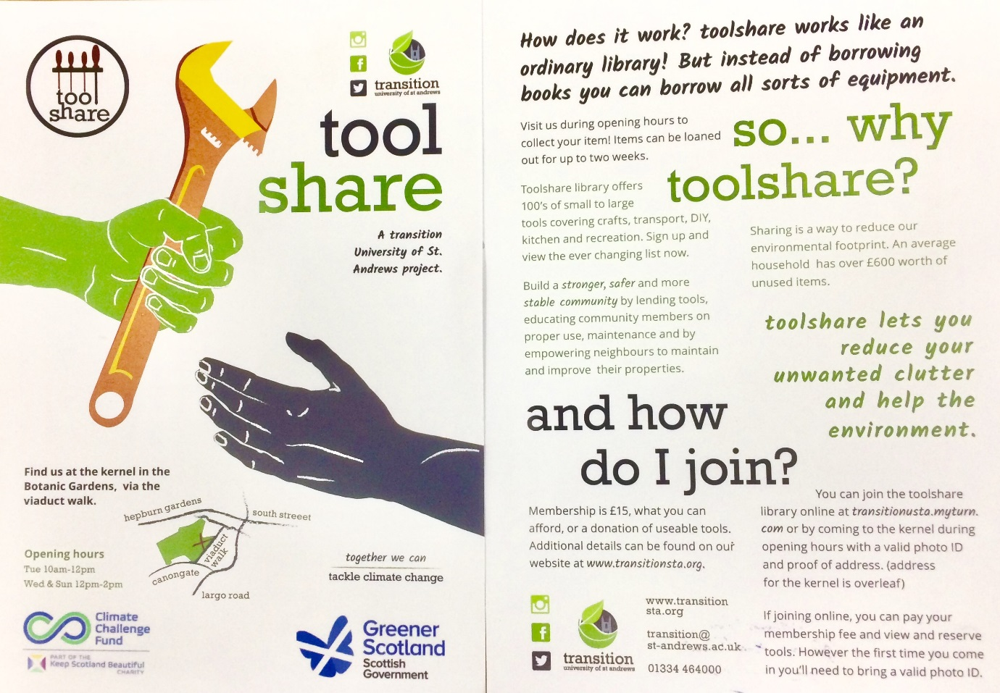 tool
share
transition
university of st andrews
tool
share
A transition
University of St.
Andrews project.
Find us at the kernel in the
Botanic Gardens, via the
viaduct walk.
hepburn gardens
south streeet
viaduct
walk
canongate
largo road
Opening hours
Tue 10am-12pm
Wed & Sun 12pm-2pm
together we can
tackle climate change
Climate
Challenge
Fund
PART OF THE
Keep Scotland Beautiful
CHARITY
Greener
Scotland
Scottish
Government
How does it work? toolshare works like an
ordinary library! But instead of borrowing
books you can borrow all sorts of equipment.
Visit us during opening hours to
collect your item! Items can be loaned
out for up to two weeks.
so... why
toolshare?
Toolshare library offers
100's of small to large
tools covering crafts, transport, DIY,
kitchen and recreation. Sign up and
view the ever changing list now.
Sharing is a way to reduce our
environmental footprint. An average
household has over £600 worth of
unused items.
Build a stronger, safer and more
stable community by lending tools,
educating community members on
proper use, maintenance and by
empowering neighbours to maintain
and improve their properties.
toolshare lets you
reduce your
unwanted clutter
and help the
environment.
and how
do I join?
Membership is £15, what you can
afford, or a donation of useable tools.
Additional details can be found on our
website at www.transitionsta.org.
You can join the toolshare
library online at transitionusta.myturn.
com or by coming to the kernel during
opening hours with a valid photo ID
and proof of address. (address
for the kernel is overleaf)
If joining online, you can pay your
membership fee and view and reserve
tools. However the first time you come
in you'll need to bring a valid photo ID.
transition
university of st andrews
www.transition
sta.org
transition@
st-andrews.ac.uk
01334 464000